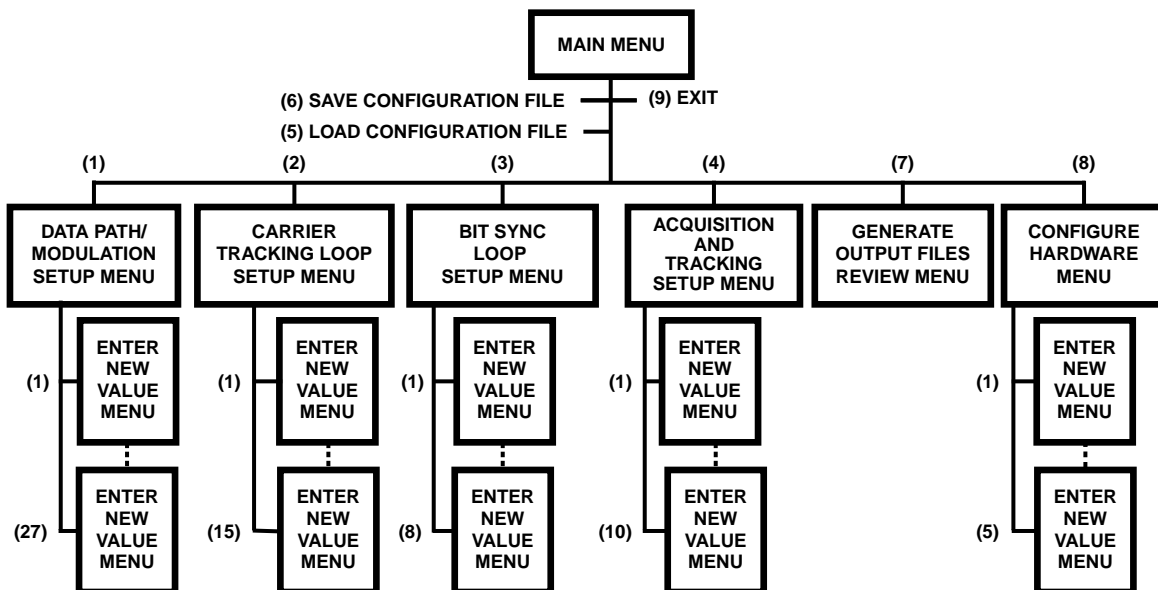 MAIN MENU
(6) SAVE CONFIGURATION FILE
(9) EXIT
(5) LOAD CONFIGURATION FILE
(1)
(2)
(3)
(4)
(7)
(8)
DATA PATH/
MODULATION
SETUP MENU
CARRIER
TRACKING LOOP
SETUP MENU
BIT SYNC
LOOP
SETUP MENU
ACQUISITION
AND
TRACKING
SETUP MENU
GENERATE
OUTPUT FILES
REVIEW MENU
CONFIGURE
HARDWARE
MENU
(1)
ENTER
NEW
VALUE
MENU
(1)
ENTER
NEW
VALUE
MENU
(1)
ENTER
NEW
VALUE
MENU
(1)
ENTER
NEW
VALUE
MENU
(1)
ENTER
NEW
VALUE
MENU
(27)
ENTER
NEW
VALUE
MENU
(15)
ENTER
NEW
VALUE
MENU
(8)
ENTER
NEW
VALUE
MENU
(10)
ENTER
NEW
VALUE
MENU
(5)
ENTER
NEW
VALUE
MENU